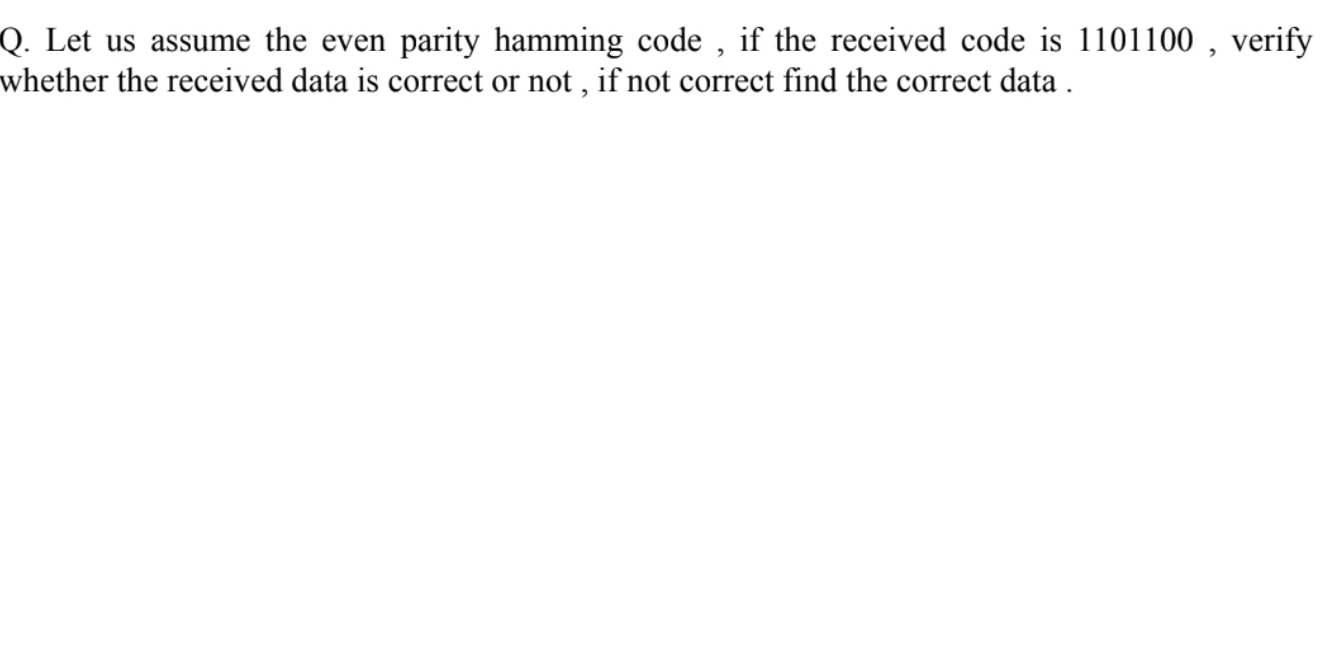 Q. Let us assume the even parity hamming code , if the received code is 1101100 , verify
whether the received data is correct or not , if not correct find the correct data .